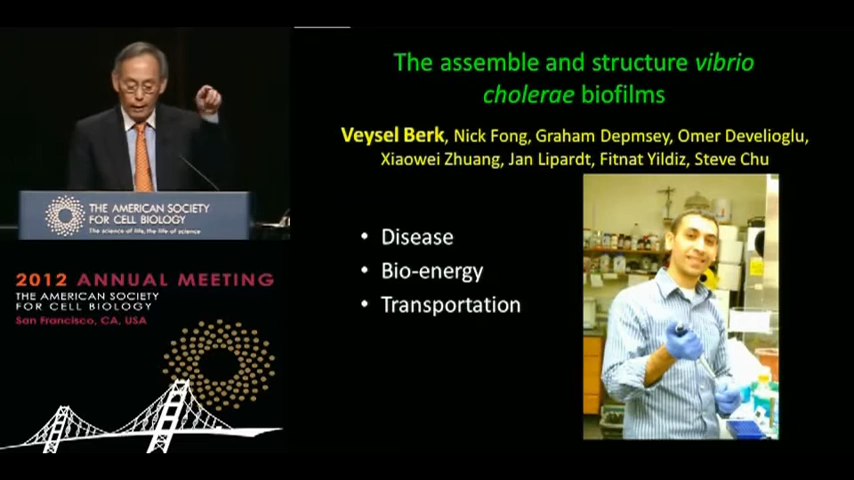 The assemble and structure vibrio
cholerae biofilms
Veysel Berk, Nick Fong, Graham Depmsey, Omer Develioglu,
Xiaowei Zhuang, Jan Lipardt, Fitnat Yildiz, Steve Chu
• Disease
• Bio-energy
• Transportation
THE AMERICAN SOCIETY
FOR CELL BIOLOGY
The science of life, the life of science
2012 ANNUAL MEETING
THE AMERICAN SOCIETY
FOR CELL BIOLOGY
San Francisco, CA, USA